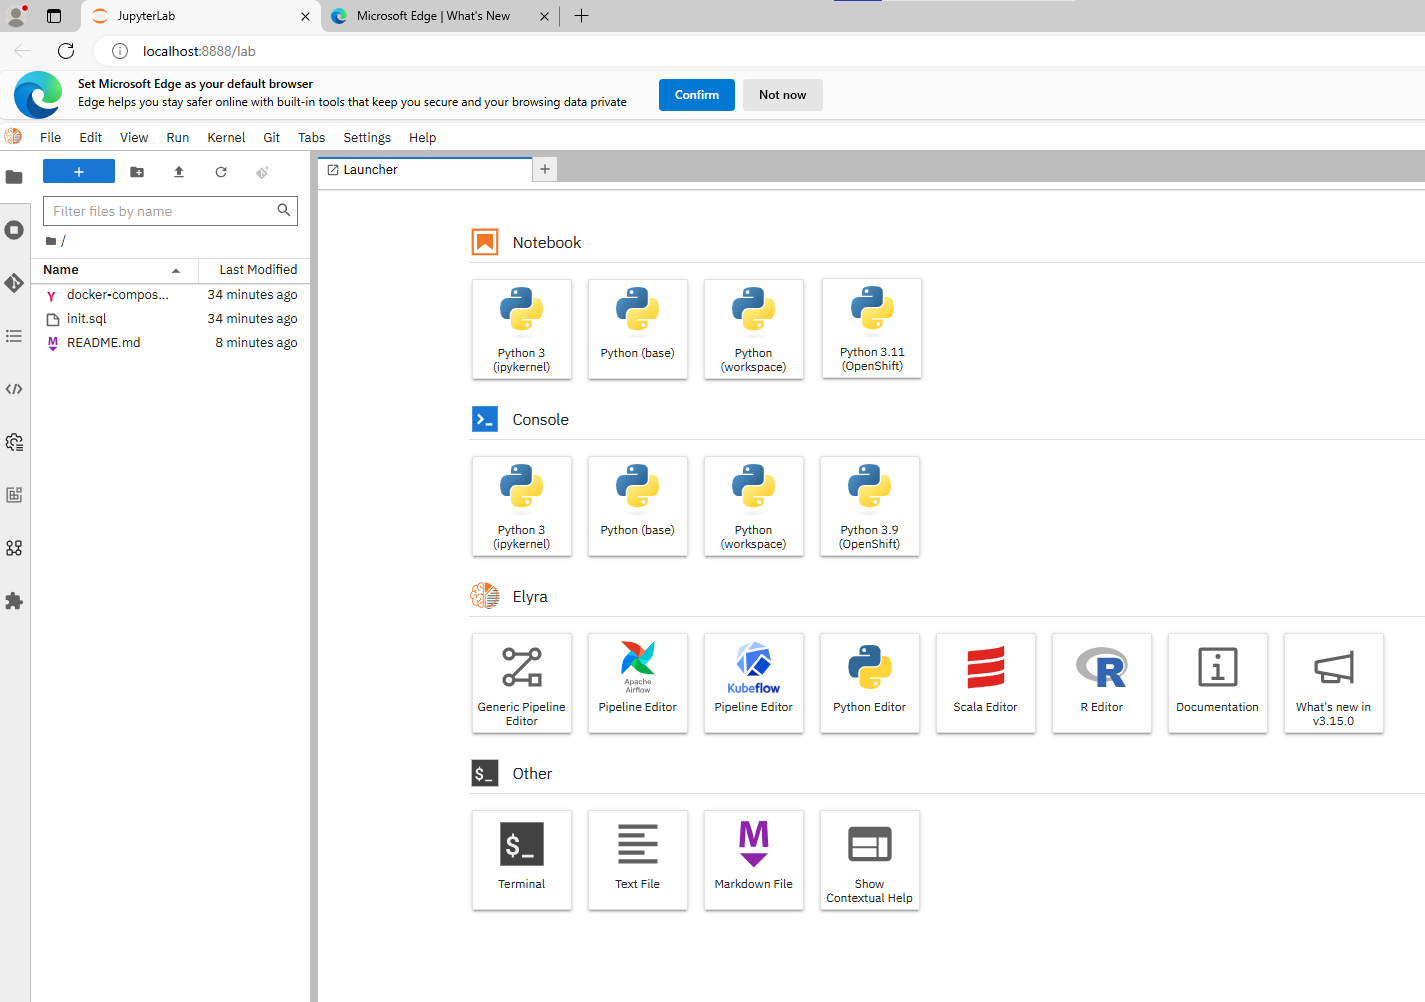 JupyterLab
Microsoft Edge | What's New
localhost:8888/lab
Set Microsoft Edge as your default browser
Edge helps you stay safer online with built-in tools that keep you secure and your browsing data private
Confirm
Not now
File Edit View Run Kernel Git Tabs Settings Help
+
Filter files by name
/
Name Last Modified
docker-compos... 34 minutes ago
init.sql 34 minutes ago
README.md 8 minutes ago
Launcher
Notebook
Python 3
(ipykernel)
Python (base)
Python
(workspace)
Python 3.11
(OpenShift)
Console
Python 3
(ipykernel)
Python (base)
Python
(workspace)
Python 3.9
(OpenShift)
Elyra
Generic Pipeline
Editor
Apache
Airflow
Pipeline Editor
Kubeflow
Pipeline Editor
Python Editor
Scala Editor
R Editor
Documentation
What's new in
v3.15.0
$_ Other
$_
Terminal
Text File
M
Markdown File
Show
Contextual Help